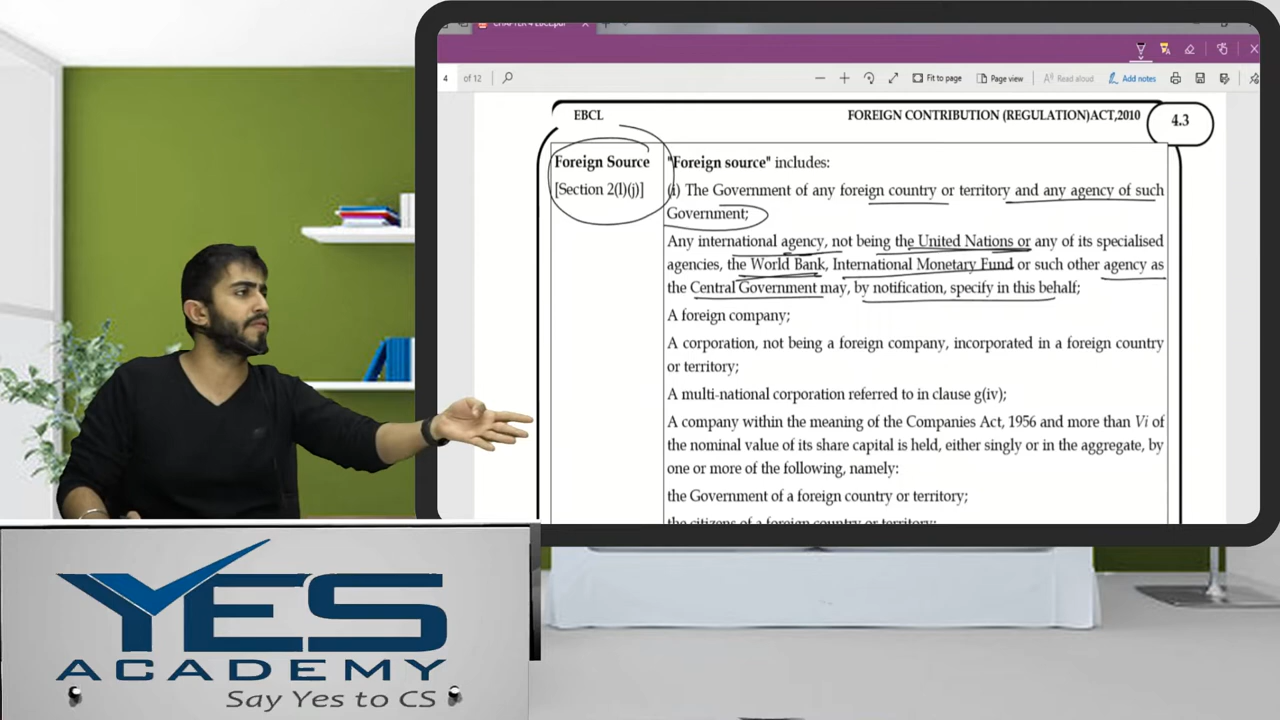 4 of 12
Fit to page
Page view
Read aloud
Add notes
EBCL
FOREIGN CONTRIBUTION (REGULATION)ACT,2010
4.3
Foreign Source
[Section 2(l)(j)]
"Foreign source" includes:
(i) The Government of any foreign country or territory and any agency of such
Government;
Any international agency, not being the United Nations or any of its specialised
agencies, the World Bank, International Monetary Fund or such other agency as
the Central Government may, by notification, specify in this behalf;
A foreign company;
A corporation, not being a foreign company, incorporated in a foreign country
or territory;
A multi-national corporation referred to in clause g(iv);
A company within the meaning of the Companies Act, 1956 and more than Vi of
the nominal value of its share capital is held, either singly or in the aggregate, by
one or more of the following, namely:
the Government of a foreign country or territory;
the citizens of a foreign country or territory;
YES
ACADEMY
Say Yes to CS